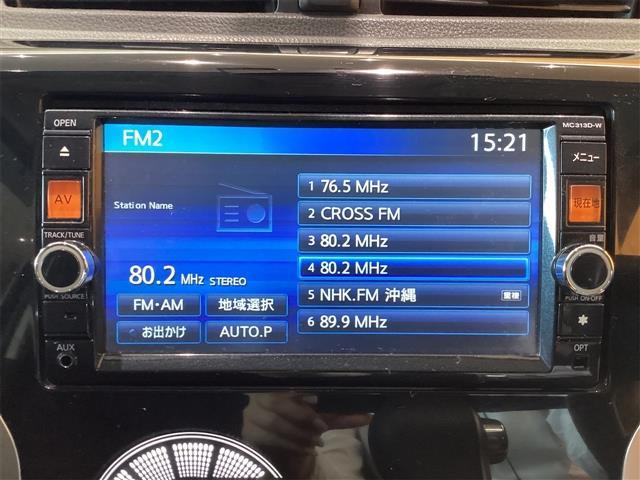 OPEN
MC313D-W
FM2
15:21
メニュー
AV
現在地
TRACK/TUNE
音量
PUSH SOURCE
PUSH ON-OFF
Station Name
80.2 MHz STEREO
FM・AM
地域選択
お出かけ
AUTO.P
1 76.5 MHz
2 CROSS FM
3 80.2 MHz
4 80.2 MHz
5 NHK.FM 沖縄
6 89.9 MHz
AUX
OPT